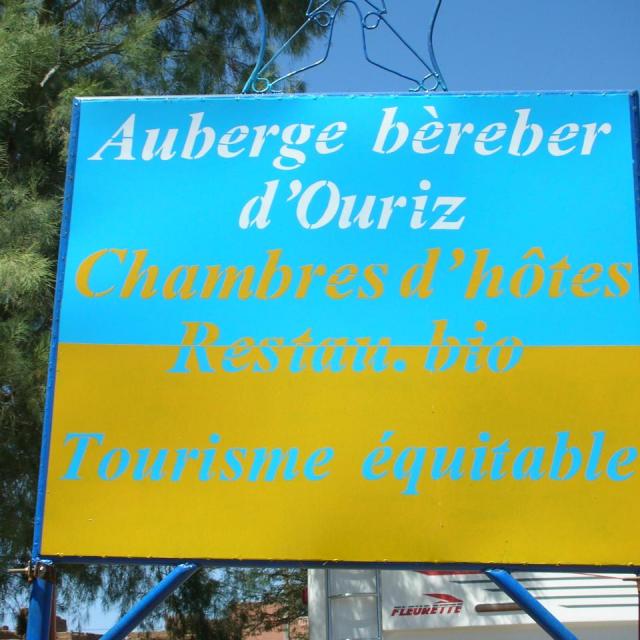 Auberge bèreber
d'Ouriz
Chambres d'hôtes
Restau. bio
Tourisme équitable
FLEURETTE